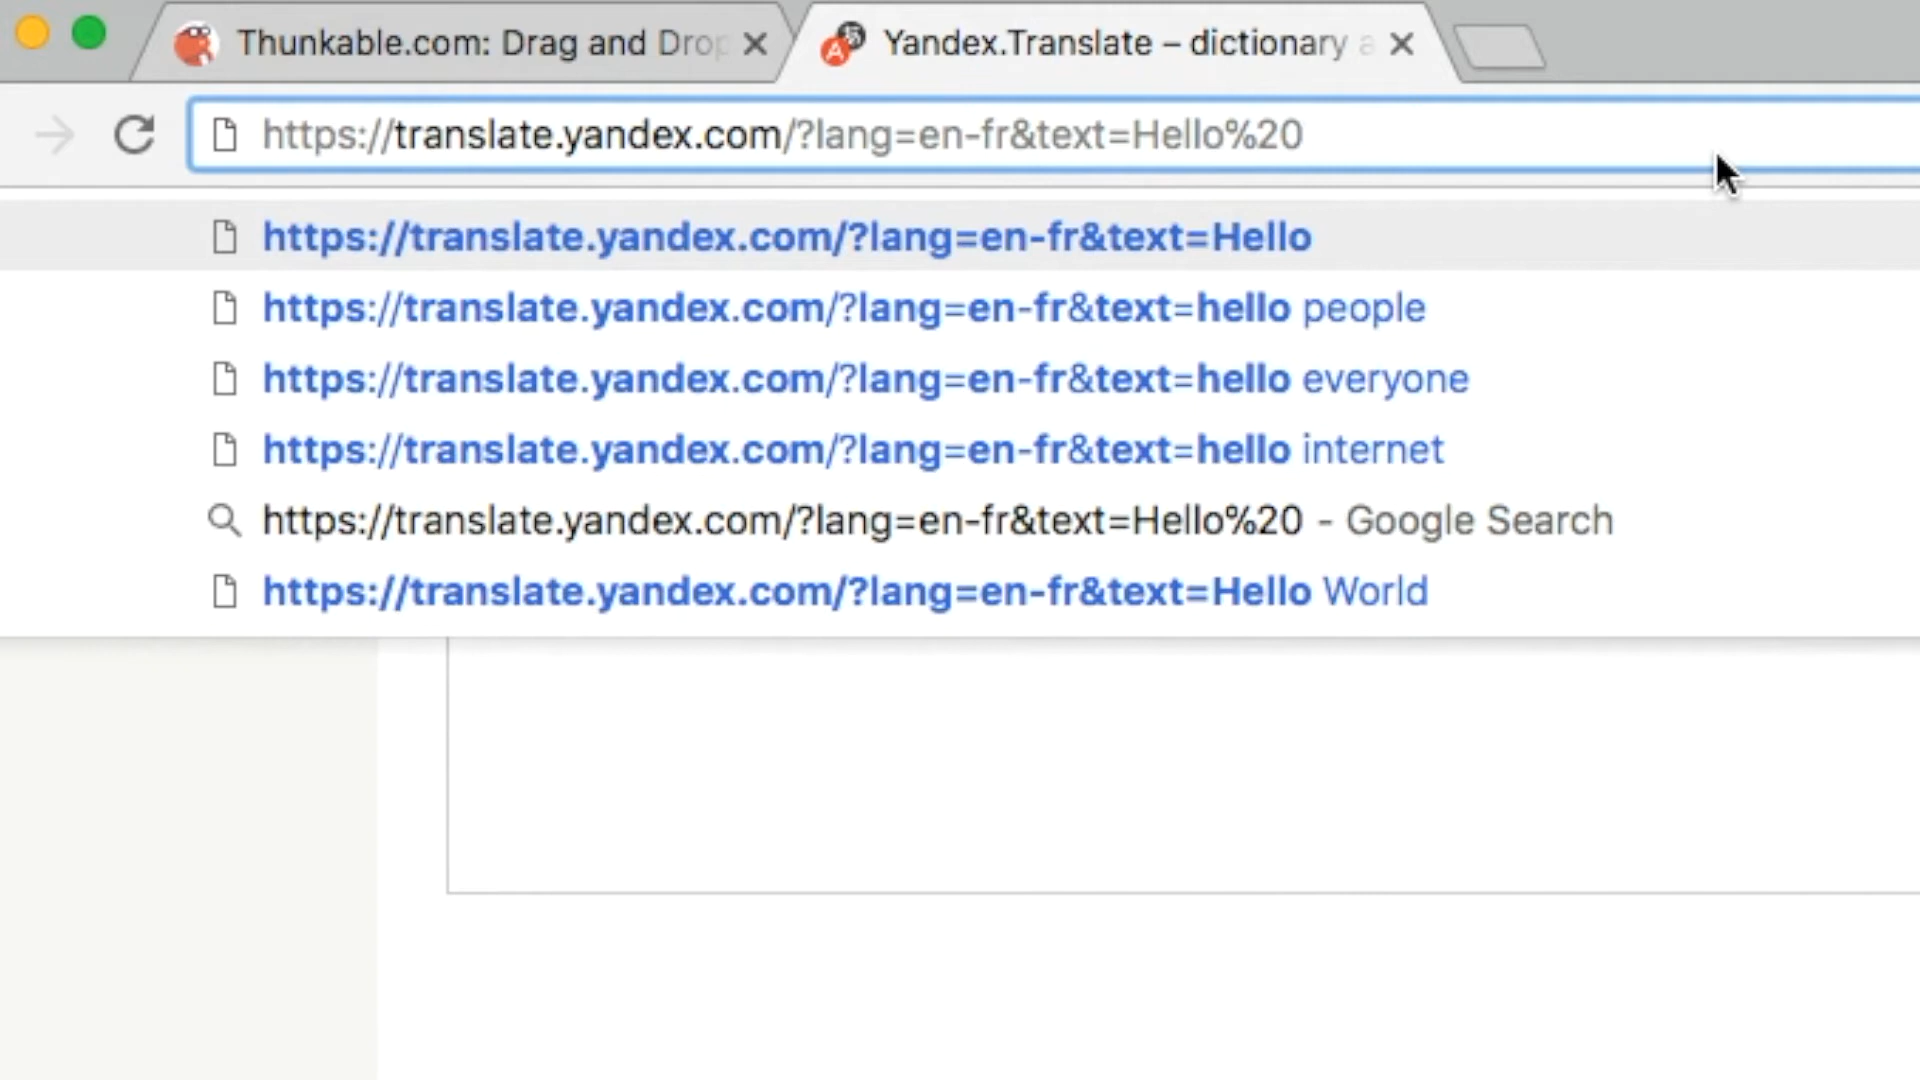 Thunkable.com: Drag and Drop
Yandex.Translate – dictionary a
https://translate.yandex.com/?lang=en-fr&text=Hello%20
https://translate.yandex.com/?lang=en-fr&text=Hello
https://translate.yandex.com/?lang=en-fr&text=hello people
https://translate.yandex.com/?lang=en-fr&text=hello everyone
https://translate.yandex.com/?lang=en-fr&text=hello internet
https://translate.yandex.com/?lang=en-fr&text=Hello%20 - Google Search
https://translate.yandex.com/?lang=en-fr&text=Hello World